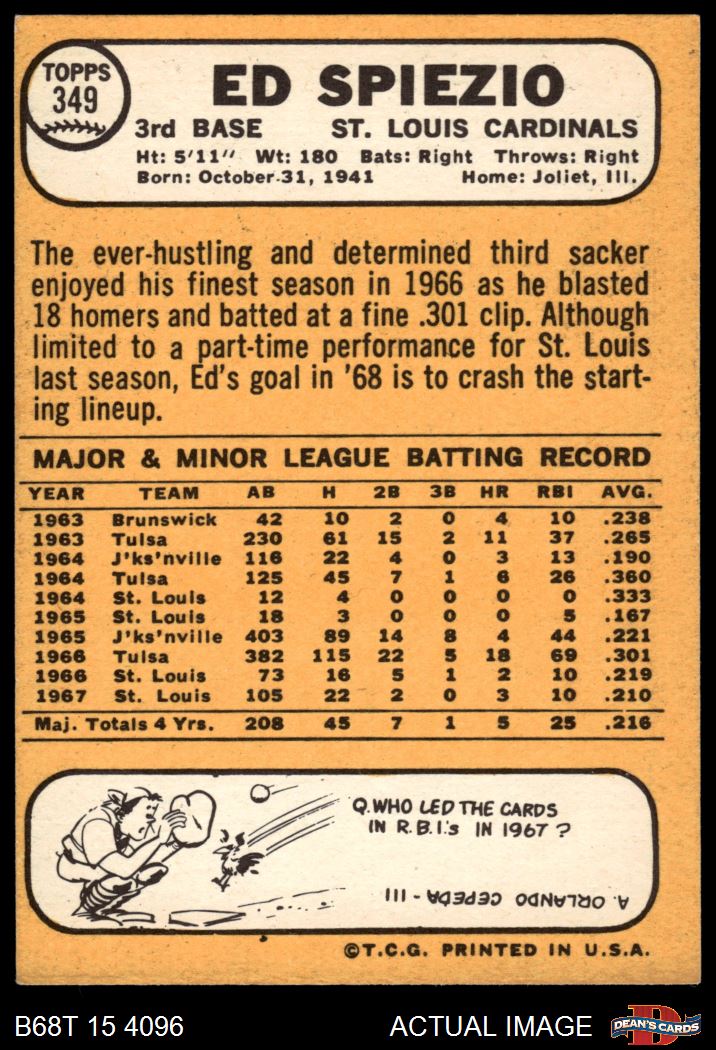 TOPPS
349
ED SPIEZIO
3rd BASE ST. LOUIS CARDINALS
Ht: 5'11" Wt: 180 Bats: Right Throws: Right
Born: October 31, 1941 Home: Joliet, Ill.
The ever-hustling and determined third sacker
enjoyed his finest season in 1966 as he blasted
18 homers and batted at a fine .301 clip. Although
limited to a part-time performance for St. Louis
last season, Ed's goal in '68 is to crash the start-
ing lineup.
MAJOR & MINOR LEAGUE BATTING RECORD
YEAR TEAM AB H 2B 3B HR RBI AVG.
1963 Brunswick 42 10 2 0 4 10 .238
1963 Tulsa 230 61 15 2 11 37 .265
1964 J'ks'nville 116 22 4 0 3 13 .190
1964 Tulsa 125 45 7 1 6 26 .360
1964 St. Louis 12 4 0 0 0 0 .333
1965 St. Louis 18 3 0 0 0 5 .167
1965 J'ks'nville 403 89 14 8 4 44 .221
1966 Tulsa 382 115 22 5 18 69 .301
1966 St. Louis 73 16 5 1 2 10 .219
1967 St. Louis 105 22 2 0 3 10 .210
Maj. Totals 4 Yrs. 208 45 7 1 5 25 .216
Q. WHO LED THE CARDS
IN R.B.I.'s IN 1967 ?
A. ORLANDO CEPEDA - 111
©T.C.G. PRINTED IN U.S.A.
B68T 15 4096 ACTUAL IMAGE DEAN'S CARDS